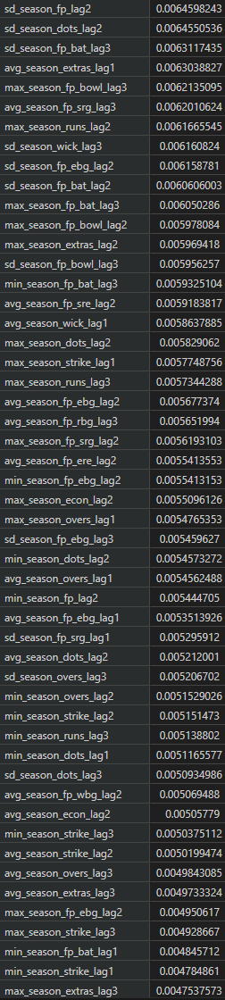 sd_season_fp_lag2 0.0064598243
sd_season_dots_lag2 0.0064550536
sd_season_fp_bat_lag3 0.0063117435
avg_season_extras_lag1 0.0063038827
max_season_fp_bowl_lag3 0.0062135095
avg_season_fp_srg_lag3 0.0062010624
max_season_runs_lag2 0.0061665545
sd_season_wick_lag3 0.006160824
sd_season_fp_ebg_lag2 0.006158781
sd_season_fp_bat_lag2 0.0060606003
max_season_fp_bat_lag3 0.006050286
max_season_fp_bowl_lag2 0.005978084
max_season_extras_lag2 0.005969418
sd_season_fp_bowl_lag3 0.005956257
min_season_fp_bat_lag3 0.0059325104
avg_season_fp_sre_lag2 0.0059183817
avg_season_wick_lag1 0.0058637885
max_season_dots_lag2 0.005829062
max_season_strike_lag1 0.0057748756
max_season_runs_lag3 0.0057344288
avg_season_fp_ebg_lag2 0.005677374
avg_season_fp_rbg_lag3 0.005651994
max_season_fp_srg_lag2 0.0056193103
avg_season_fp_ere_lag2 0.0055413553
min_season_fp_ebg_lag2 0.0055413153
max_season_econ_lag2 0.0055096126
max_season_overs_lag1 0.0054765353
sd_season_fp_ebg_lag3 0.005459627
min_season_dots_lag2 0.0054573272
avg_season_overs_lag1 0.0054562488
min_season_fp_lag2 0.005444705
avg_season_fp_ebg_lag1 0.0053513926
sd_season_fp_srg_lag1 0.005295912
avg_season_dots_lag2 0.005212001
sd_season_overs_lag3 0.005206702
min_season_overs_lag2 0.0051529026
min_season_strike_lag2 0.005151473
min_season_runs_lag3 0.005138802
min_season_dots_lag1 0.0051165577
sd_season_dots_lag3 0.0050934986
avg_season_fp_wbg_lag2 0.005069488
avg_season_econ_lag2 0.00505779
min_season_strike_lag3 0.0050375112
avg_season_strike_lag2 0.0050199474
avg_season_overs_lag3 0.0049843085
avg_season_extras_lag3 0.0049733324
max_season_fp_ebg_lag2 0.004950617
max_season_strike_lag3 0.004928667
min_season_fp_bat_lag1 0.004845712
min_season_strike_lag1 0.004784861
max_season_extras_lag3 0.0047537573